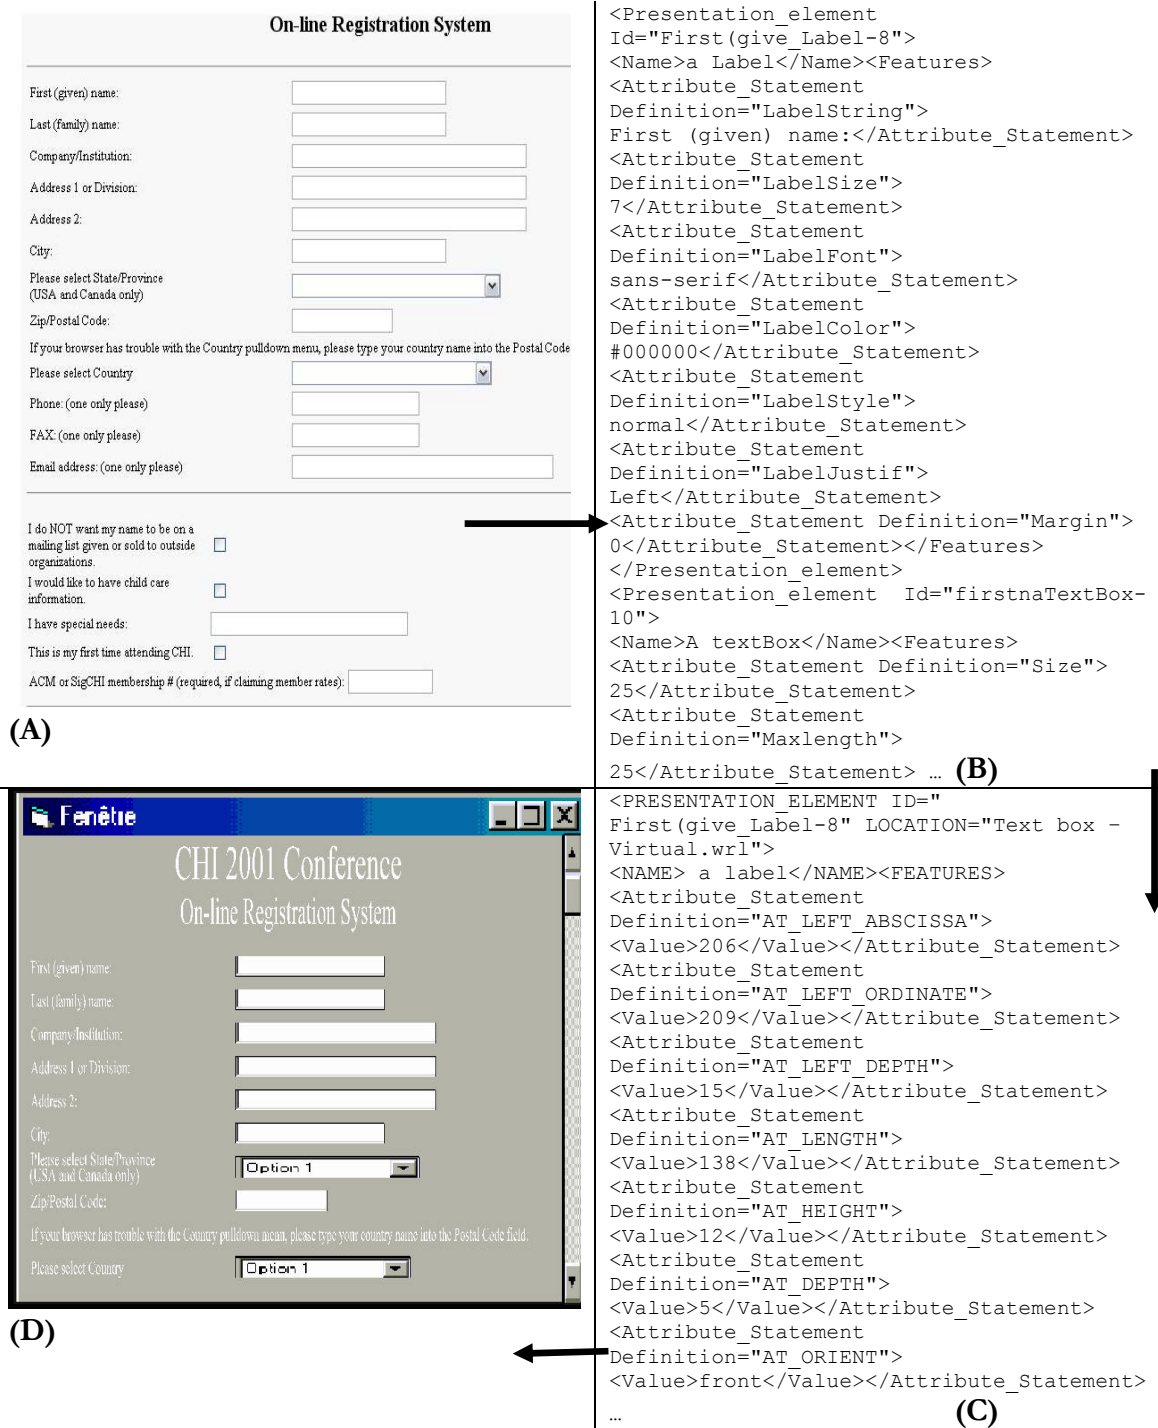 On-line Registration System
First (given) name:
Last (family) name:
Company/Institution:
Address 1 or Division:
Address 2:
City:
Please select State/Province
(USA and Canada only)
Zip/Postal Code:
If your browser has trouble with the Country pulldown menu, please type your country name into the Postal Code
Please select Country
Phone: (one only please)
FAX: (one only please)
Email address: (one only please)
I do NOT want my name to be on a
mailing list given or sold to outside
organizations.
I would like to have child care
information.
I have special needs:
This is my first time attending CHI.
ACM or SigCHI membership # (required, if claiming member rates):
(A)
<Presentation_element
Id="First(give_Label-8">
<Name>a Label</Name><Features>
<Attribute_Statement
Definition="LabelString">
First (given) name:</Attribute_Statement>
<Attribute_Statement
Definition="LabelSize">
7</Attribute_Statement>
<Attribute_Statement
Definition="LabelFont">
sans-serif</Attribute_Statement>
<Attribute_Statement
Definition="LabelColor">
#000000</Attribute_Statement>
<Attribute_Statement
Definition="LabelStyle">
normal</Attribute_Statement>
<Attribute_Statement
Definition="LabelJustif">
Left</Attribute_Statement>
<Attribute_Statement Definition="Margin">
0</Attribute_Statement></Features>
</Presentation_element>
<Presentation_element Id="firstnaTextBox-
10">
<Name>A textBox</Name><Features>
<Attribute_Statement Definition="Size">
25</Attribute_Statement>
<Attribute_Statement
Definition="Maxlength">
25</Attribute_Statement> … (B)
Fenêtre
CHI 2001 Conference
On-line Registration System
First (given) name:
Last (family) name:
Company/Institution:
Address 1 or Division:
Address 2:
City:
Please select State/Province
(USA and Canada only)
Option 1
Zip/Postal Code:
If your browser has trouble with the Country pulldown menu, please type your country name into the Postal Code field.
Please select Country
Option 1
(D)
<PRESENTATION_ELEMENT ID="
First(give_Label-8" LOCATION="Text box –
Virtual.wrl">
<NAME> a label</NAME><FEATURES>
<Attribute_Statement
Definition="AT_LEFT_ABSCISSA">
<Value>206</Value></Attribute_Statement>
<Attribute_Statement
Definition="AT_LEFT_ORDINATE">
<Value>209</Value></Attribute_Statement>
<Attribute_Statement
Definition="AT_LEFT_DEPTH">
<Value>15</Value></Attribute_Statement>
<Attribute_Statement
Definition="AT_LENGTH">
<Value>138</Value></Attribute_Statement>
<Attribute_Statement
Definition="AT_HEIGHT">
<Value>12</Value></Attribute_Statement>
<Attribute_Statement
Definition="AT_DEPTH">
<Value>5</Value></Attribute_Statement>
<Attribute_Statement
Definition="AT_ORIENT">
<Value>front</Value></Attribute_Statement>
… (C)